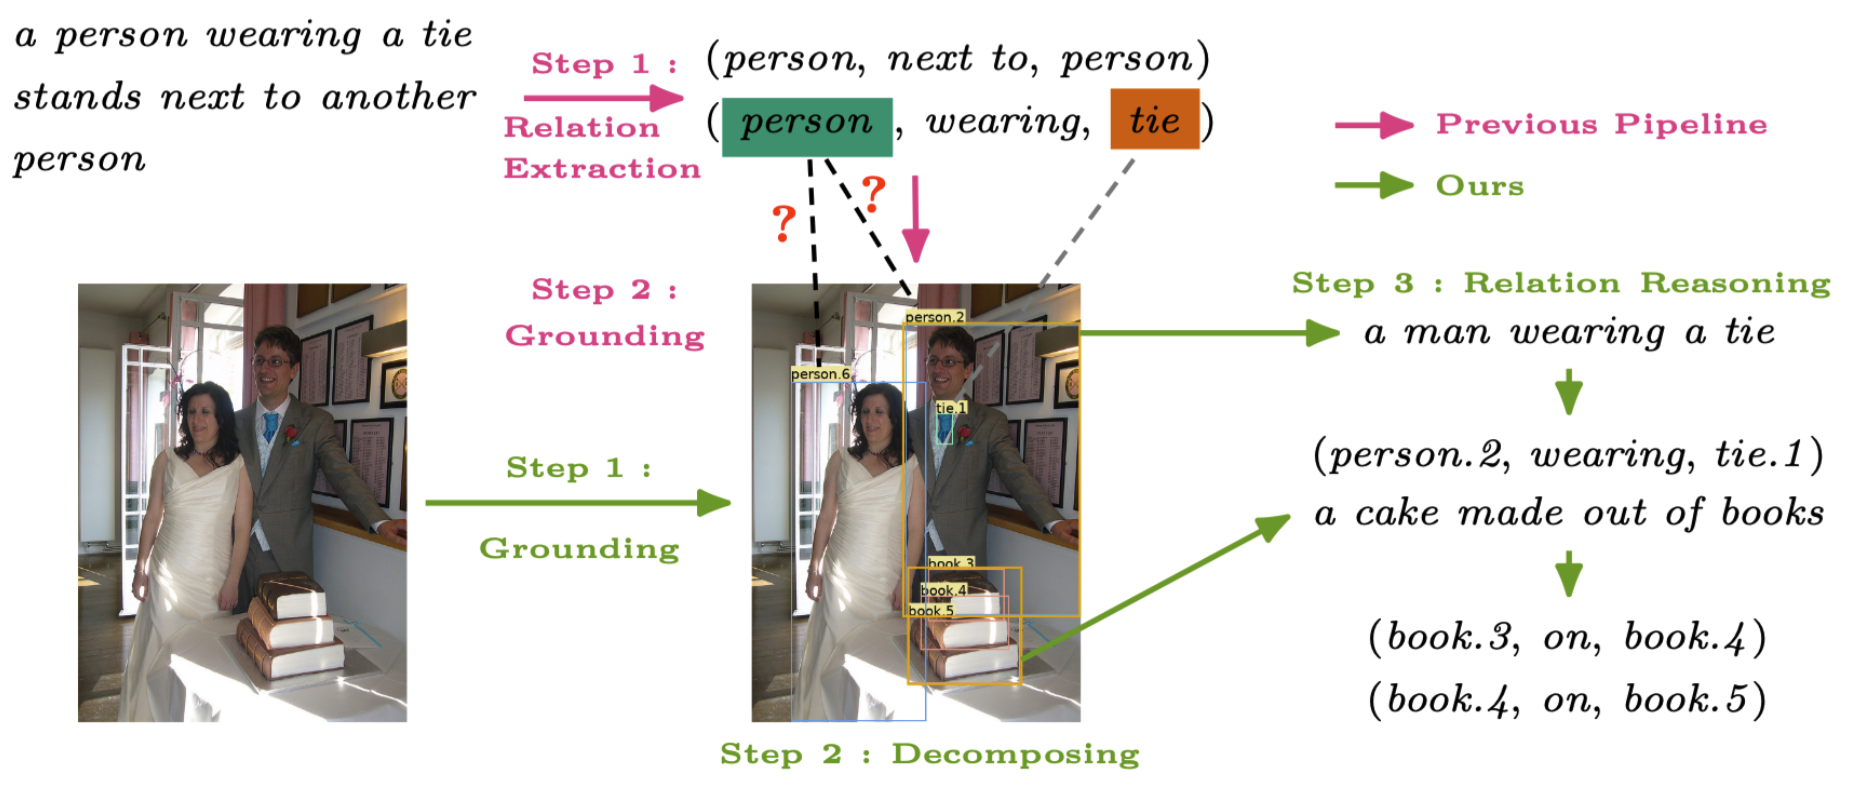 a person wearing a tie
stands next to another
person
Step 1 :
Relation
Extraction
(person, next to, person)
( person , wearing, tie )
? ?
Previous Pipeline
Ours
Step 2 :
Grounding
Step 1 :
Grounding
person.2
person.6
tie.1
book.3
book.4
book.5
Step 2 : Decomposing
Step 3 : Relation Reasoning
a man wearing a tie
(person.2, wearing, tie.1)
a cake made out of books
(book.3, on, book.4)
(book.4, on, book.5)